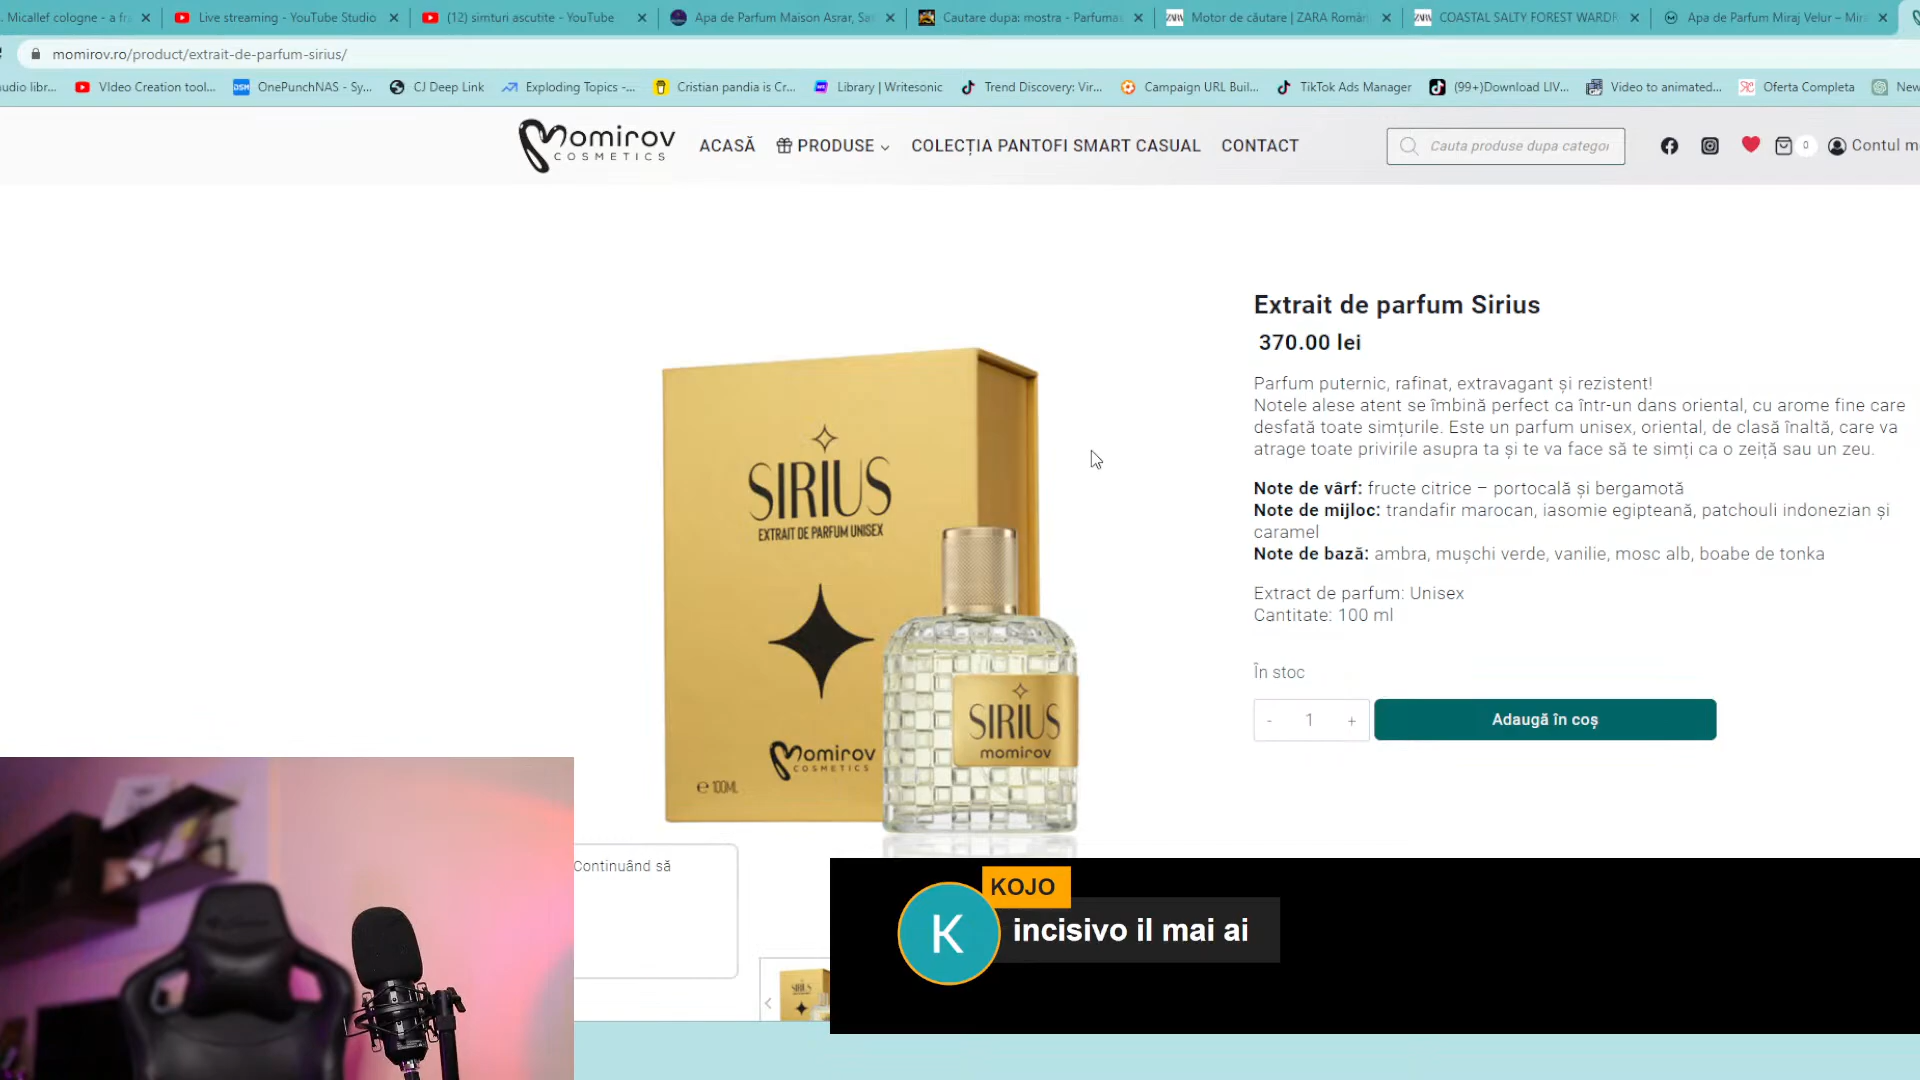 . Micallef cologne - a fra
Live streaming - YouTube Studio
(12) simturi ascutite - YouTube
Apa de Parfum Maison Asrar, Sa
Cautare dupa: mostra - Parfuma
Motor de căutare | ZARA Român
COASTAL SALTY FOREST WARDR
Apa de Parfum Miraj Velur – Mira
momirov.ro/product/extrait-de-parfum-sirius/
udio libr...
VIdeo Creation tool...
OnePunchNAS - Sy...
CJ Deep Link
Exploding Topics -...
Cristian pandia is Cr...
Library | Writesonic
Trend Discovery: Vir...
Campaign URL Buil...
TikTok Ads Manager
(99+)Download LIV...
Video to animated...
Oferta Completa
New
Momirov
COSMETICS
ACASĂ
PRODUSE
COLECȚIA PANTOFI SMART CASUAL
CONTACT
Cauta produse dupa categor
0
Contul m
Extrait de parfum Sirius
370.00 lei
Parfum puternic, rafinat, extravagant și rezistent!
Notele alese atent se îmbină perfect ca într-un dans oriental, cu arome fine care
desfată toate simțurile. Este un parfum unisex, oriental, de clasă înaltă, care va
atrage toate privirile asupra ta și te va face să te simți ca o zeiță sau un zeu.
Note de vârf: fructe citrice – portocală și bergamotă
Note de mijloc: trandafir marocan, iasomie egipteană, patchouli indonezian și
caramel
Note de bază: ambra, mușchi verde, vanilie, mosc alb, boabe de tonka
Extract de parfum: Unisex
Cantitate: 100 ml
În stoc
- 1 +
Adaugă în coș
SIRIUS
EXTRAIT DE PARFUM UNISEX
Momirov
COSMETICS
e 100ML
SIRIUS
momirov
Continuând să
SIRIUS
K
KOJO
incisivo il mai ai